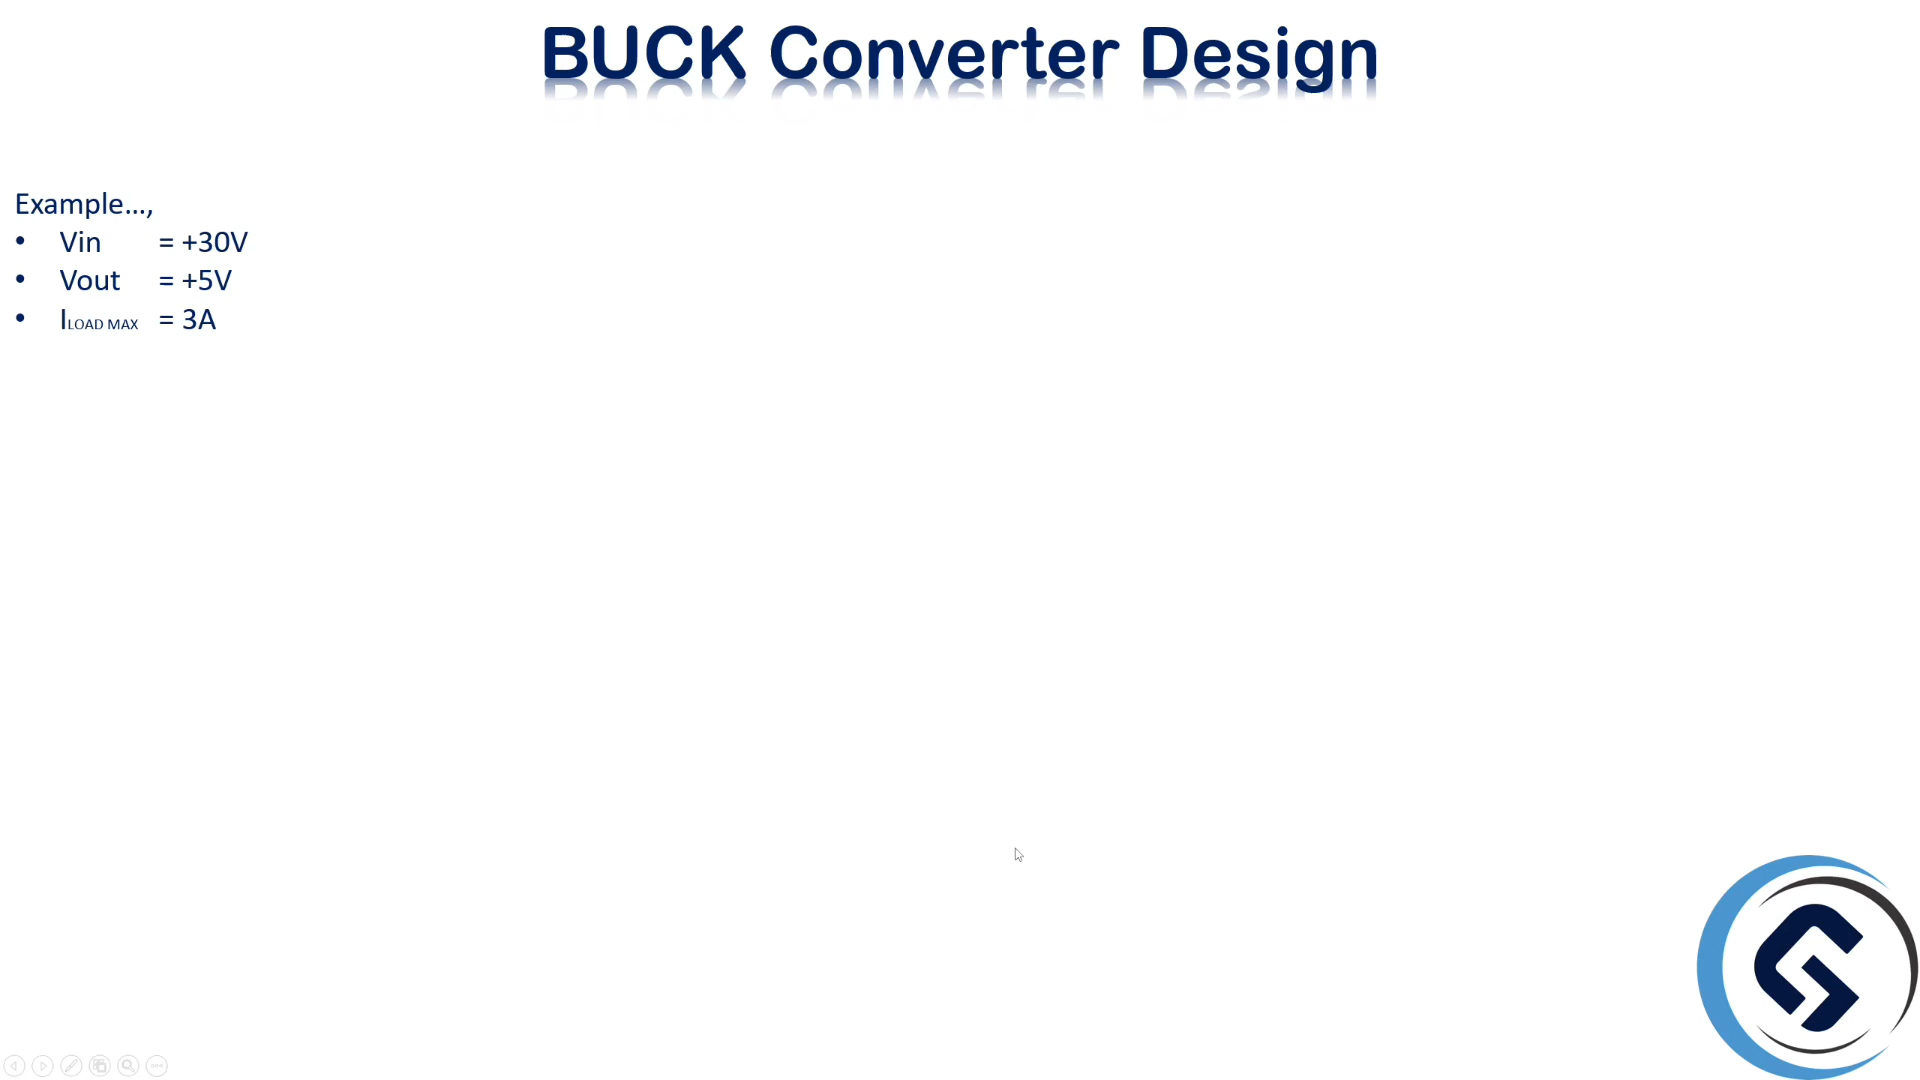 BUCK Converter Design
Example...,
• Vin = +30V
• Vout = +5V
• ILOAD MAX = 3A